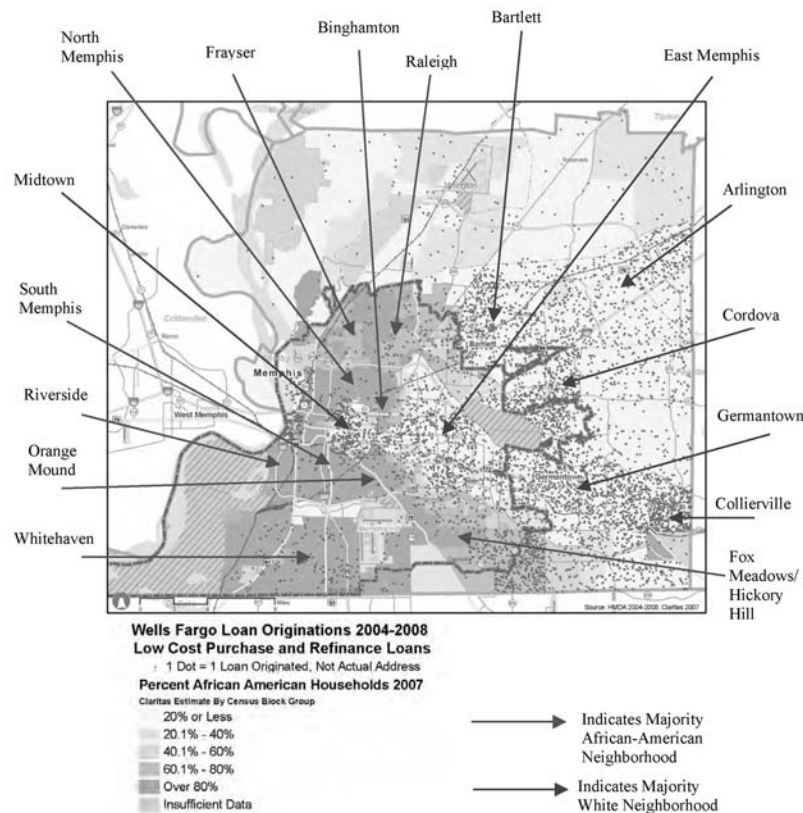 Binghamton
Bartlett
North
Memphis
Frayser
Raleigh
East Memphis
Midtown
Arlington
South
Memphis
Cordova
Riverside
Germantown
Orange
Mound
Collierville
Whitehaven
Fox
Meadows/
Hickory
Hill
Tipton
Crittenden
Marion
Bartlett
Memphis
West Memphis
Germantown
Miles
Source: HMDA 2004-2008, Claritas 2007
Wells Fargo Loan Originations 2004-2008
Low Cost Purchase and Refinance Loans
1 Dot = 1 Loan Originated, Not Actual Address
Percent African American Households 2007
Claritas Estimate By Census Block Group
20% or Less
20.1% - 40%
40.1% - 60%
60.1% - 80%
Over 80%
Insufficient Data
Indicates Majority
African-American
Neighborhood
Indicates Majority
White Neighborhood